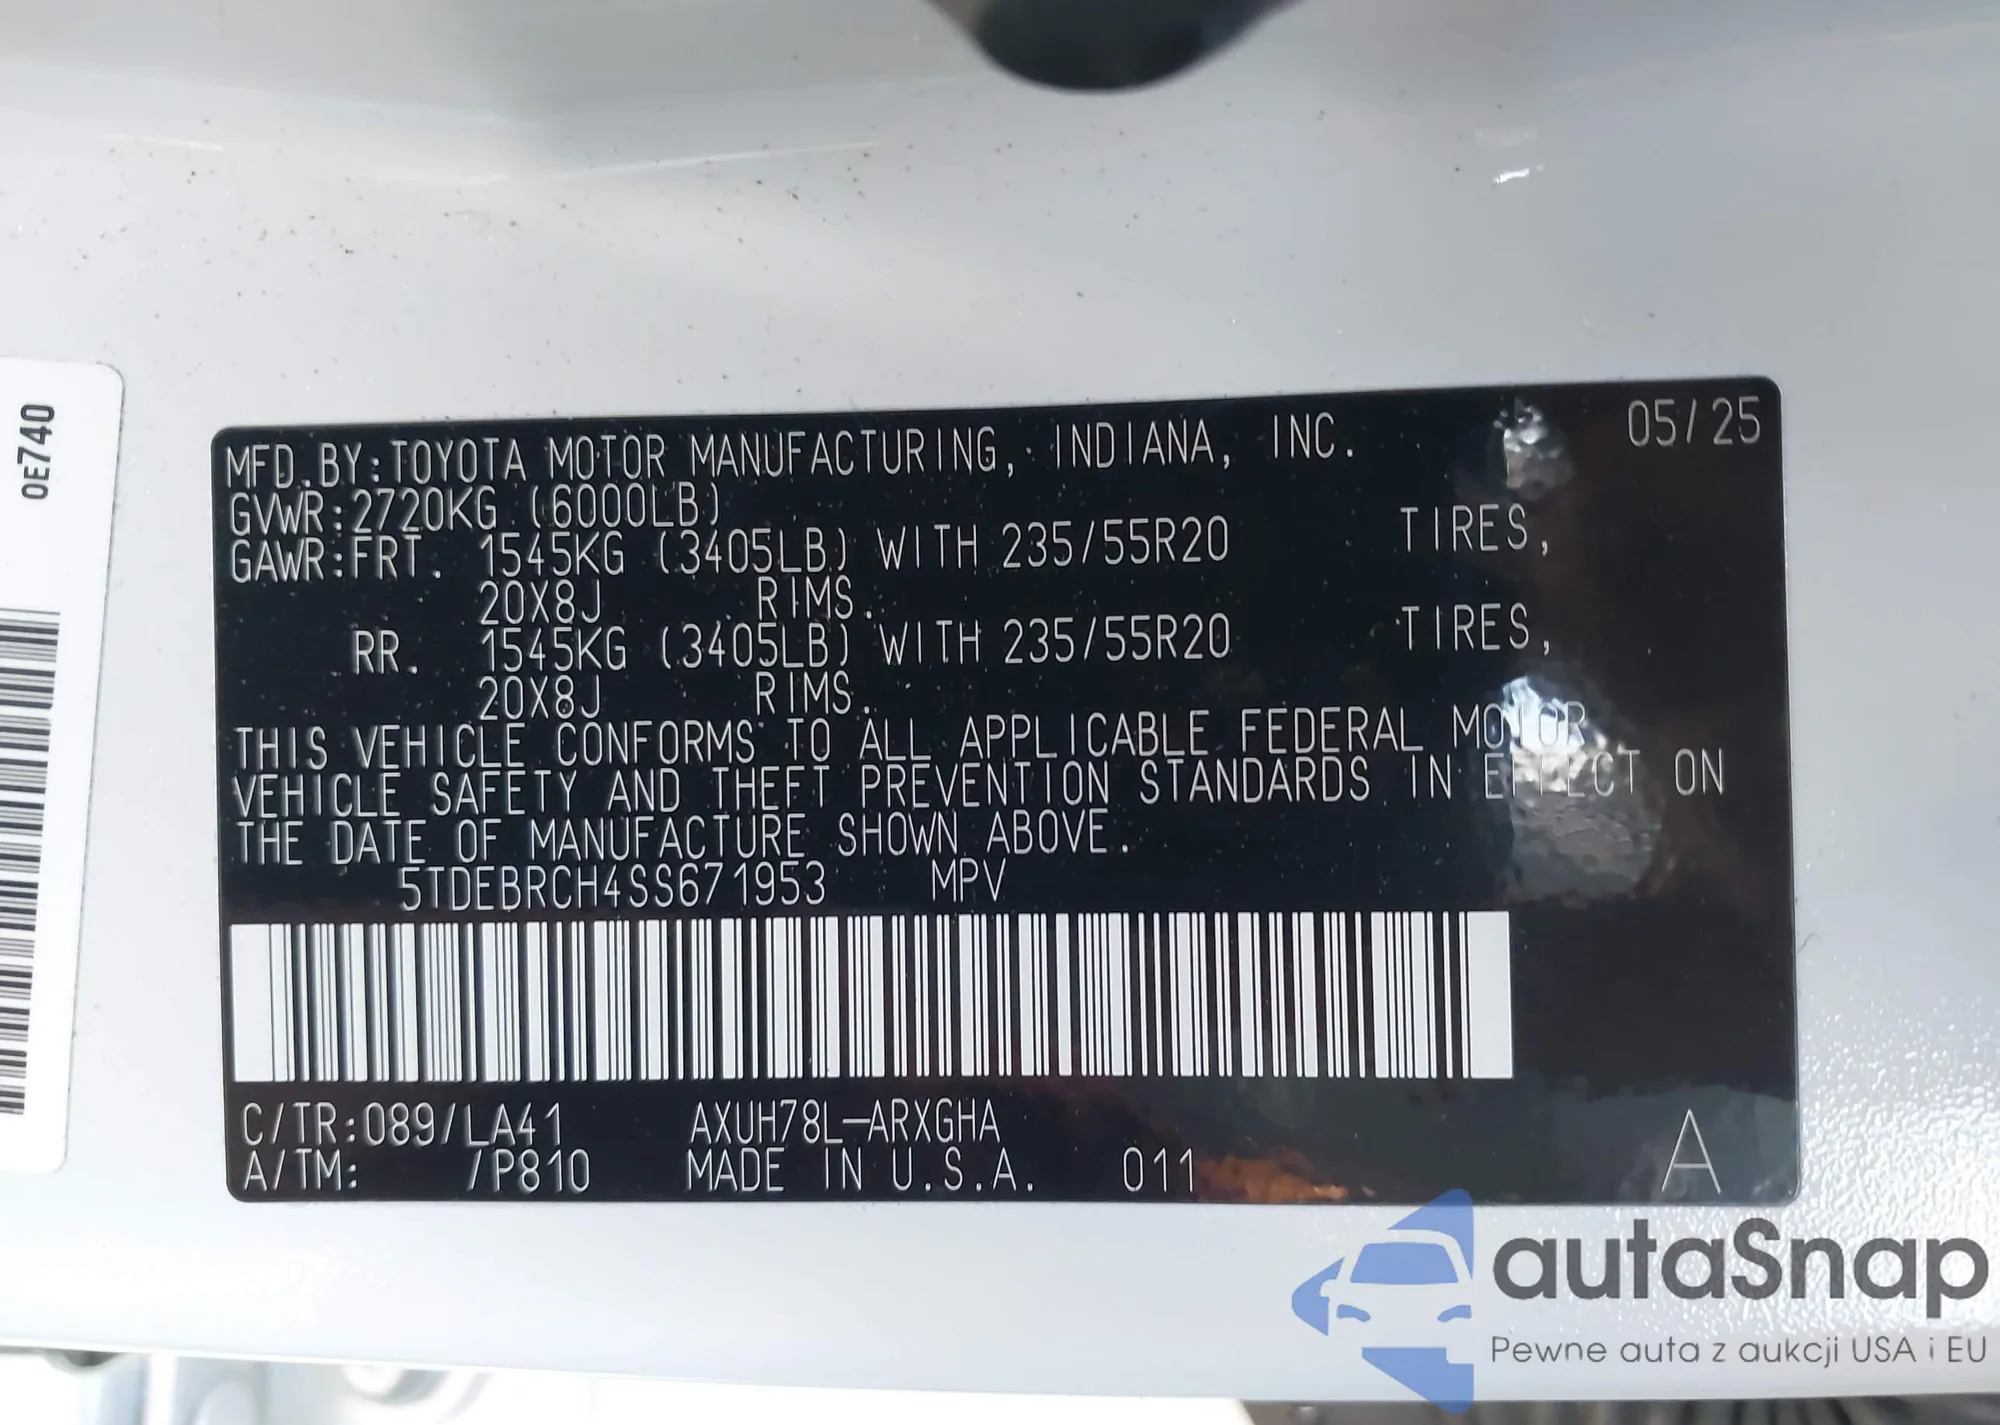 0E740
MFD.BY:TOYOTA MOTOR MANUFACTURING, INDIANA, INC. 05/25
GVWR:2720KG (6000LB)
GAWR:FRT. 1545KG (3405LB) WITH 235/55R20 TIRES,
20X8J RIMS.
RR. 1545KG (3405LB) WITH 235/55R20 TIRES,
20X8J RIMS.
THIS VEHICLE CONFORMS TO ALL APPLICABLE FEDERAL MOTOR
VEHICLE SAFETY AND THEFT PREVENTION STANDARDS IN EFFECT ON
THE DATE OF MANUFACTURE SHOWN ABOVE.
5TDEBRCH4SS671953 MPV
C/TR:089/LA41 AXUH78L-ARXGHA
A/TM: /P810 MADE IN U.S.A. 011 A
autaSnap
Pewne auta z aukcji USA i EU